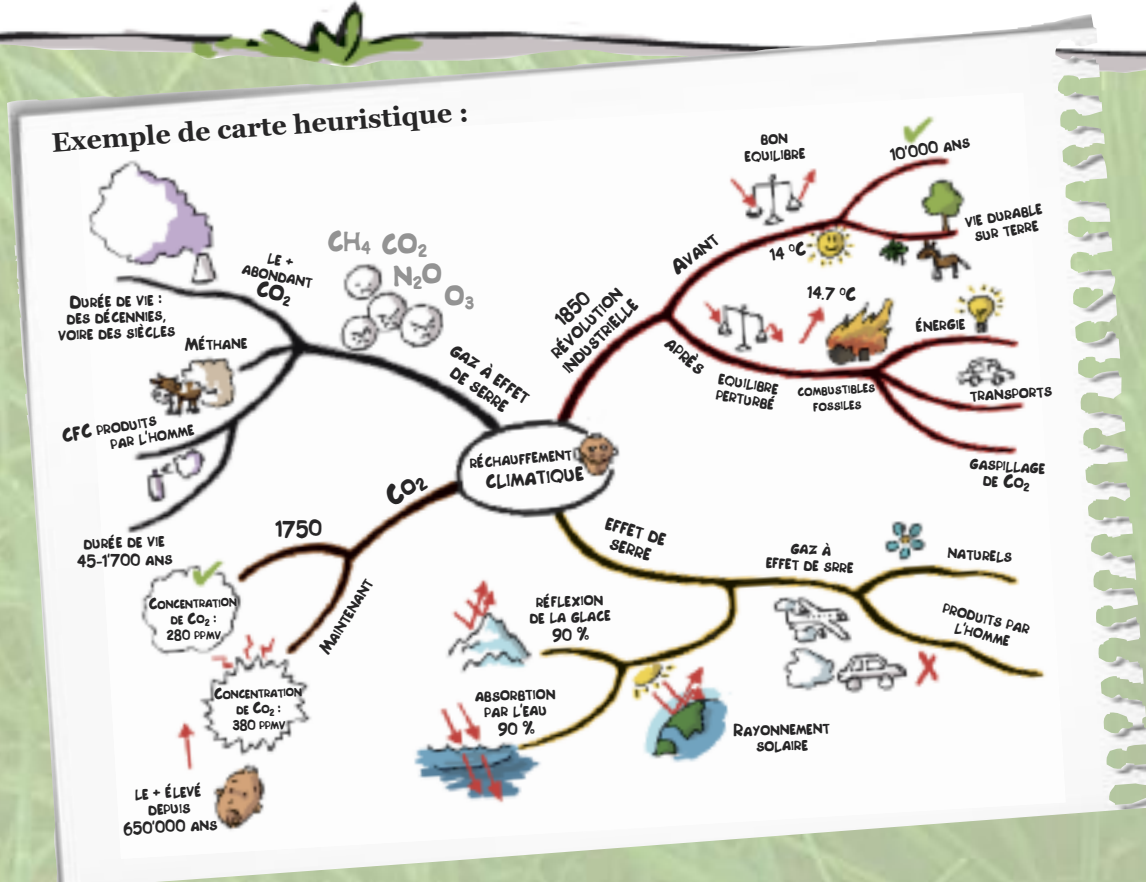 Exemple de carte heuristique :
LE +
ABONDANT
CO2
CH4 CO2
N2O
O3
DURÉE DE VIE :
DES DÉCENNIES,
VOIRE DES SIÈCLES
MÉTHANE
CFC PRODUITS
PAR L'HOMME
DURÉE DE VIE
45-1'700 ANS
GAZ À EFFET
DE SERRE
1850
RÉVOLUTION
INDUSTRIELLE
AVANT
BON
EQUILIBRE
14 °C
10'000 ANS
VIE DURABLE
SUR TERRE
APRÈS
EQUILIBRE
PERTURBÉ
14.7 °C
COMBUSTIBLES
FOSSILES
ÉNERGIE
TRANSPORTS
GASPILLAGE
DE CO2
RÉCHAUFFEMENT
CLIMATIQUE
CO2
1750
CONCENTRATION
DE CO2 :
280 PPMV
MAINTENANT
CONCENTRATION
DE CO2 :
380 PPMV
LE + ÉLEVÉ
DEPUIS
650'000 ANS
EFFET DE
SERRE
GAZ À
EFFET DE SRRE
NATURELS
PRODUITS PAR
L'HOMME
RÉFLEXION
DE LA GLACE
90 %
ABSORBTION
PAR L'EAU
90 %
RAYONNEMENT
SOLAIRE